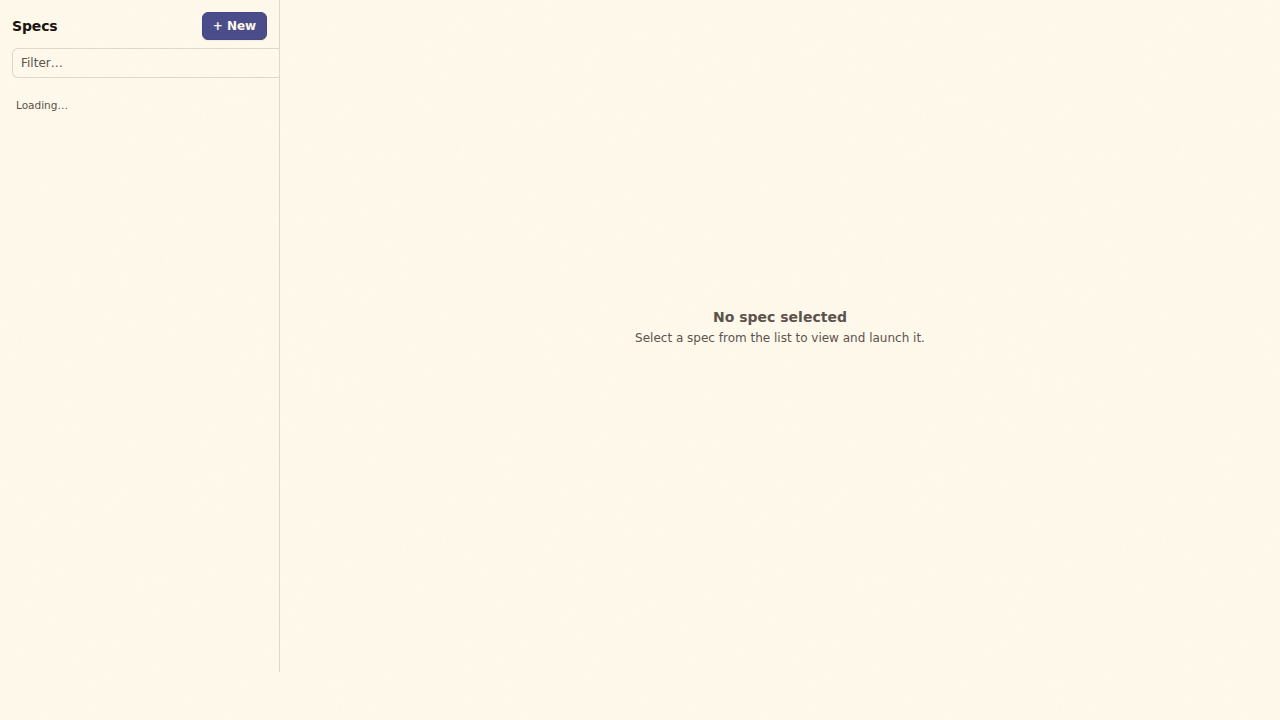 Specs
+ New
Filter…
Loading…
No spec selected
Select a spec from the list to view and launch it.